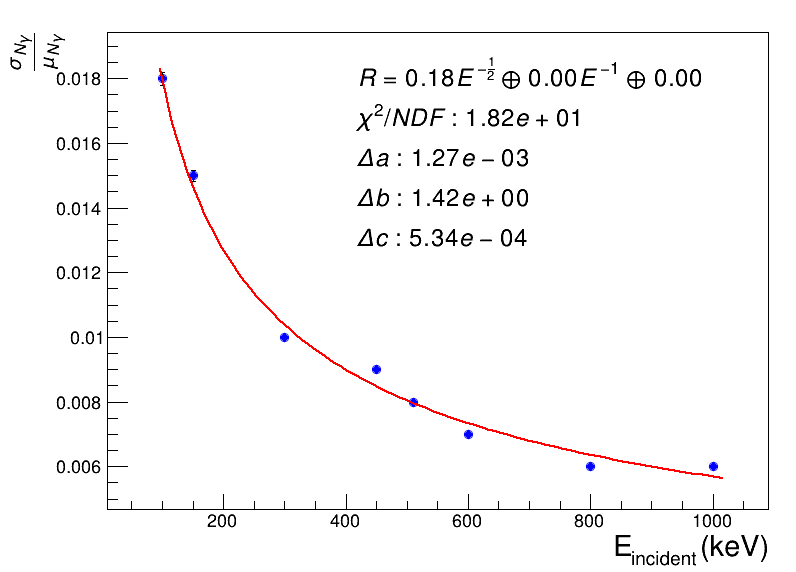 σ_{N_γ} / μ_{N_γ}
R = 0.18E^{-1/2} ⊕ 0.00E^{-1} ⊕ 0.00
χ²/NDF : 1.82e + 01
Δa : 1.27e − 03
Δb : 1.42e + 00
Δc : 5.34e − 04
0.018
0.016
0.014
0.012
0.01
0.008
0.006
200 400 600 800 1000
E_{incident} (keV)